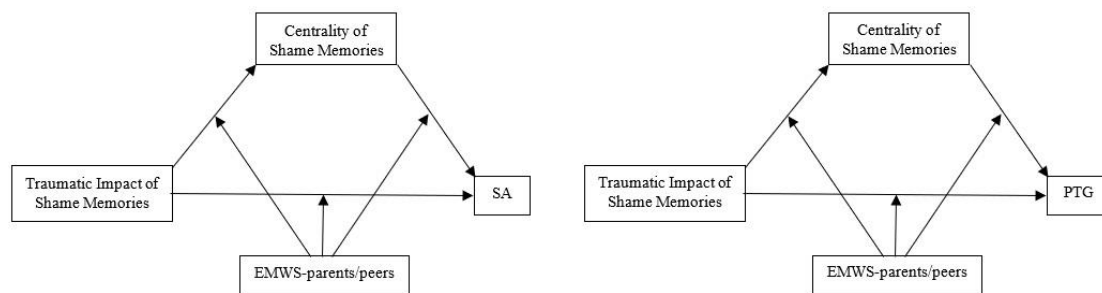 Centrality of
Shame Memories
Traumatic Impact of
Shame Memories
SA
EMWS-parents/peers
Centrality of
Shame Memories
Traumatic Impact of
Shame Memories
PTG
EMWS-parents/peers